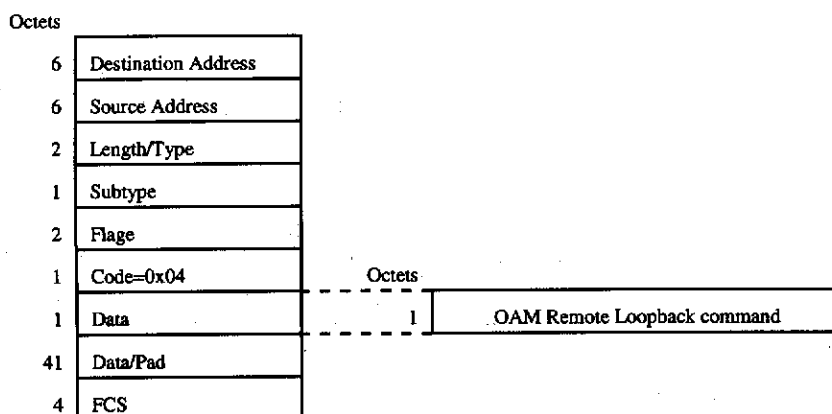 Octets
6 Destination Address
6 Source Address
2 Length/Type
1 Subtype
2 Flage
1 Code=0x04 Octets
1 Data 1 OAM Remote Loopback command
41 Data/Pad
4 FCS